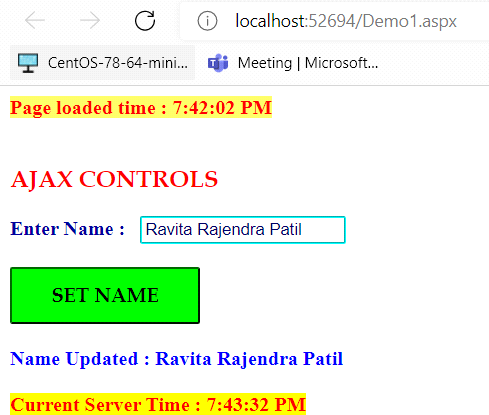 localhost:52694/Demo1.aspx
CentOS-78-64-mini... Meeting | Microsoft...
Page loaded time : 7:42:02 PM
AJAX CONTROLS
Enter Name : Ravita Rajendra Patil
SET NAME
Name Updated : Ravita Rajendra Patil
Current Server Time : 7:43:32 PM